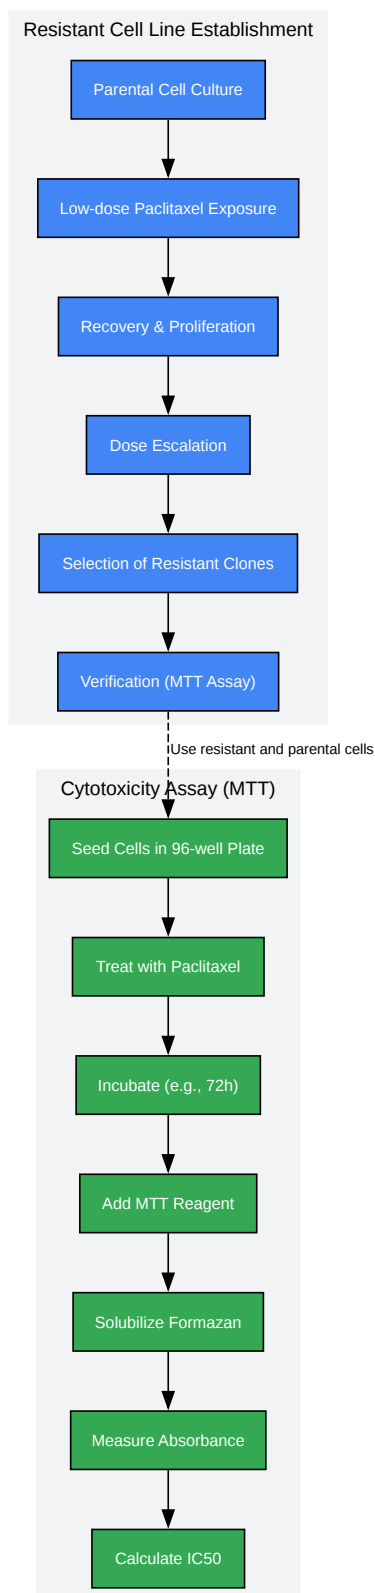 Resistant Cell Line Establishment
Parental Cell Culture
Low-dose Paclitaxel Exposure
Recovery & Proliferation
Dose Escalation
Selection of Resistant Clones
Verification (MTT Assay)
Use resistant and parental cells
Cytotoxicity Assay (MTT)
Seed Cells in 96-well Plate
Treat with Paclitaxel
Incubate (e.g., 72h)
Add MTT Reagent
Solubilize Formazan
Measure Absorbance
Calculate IC50